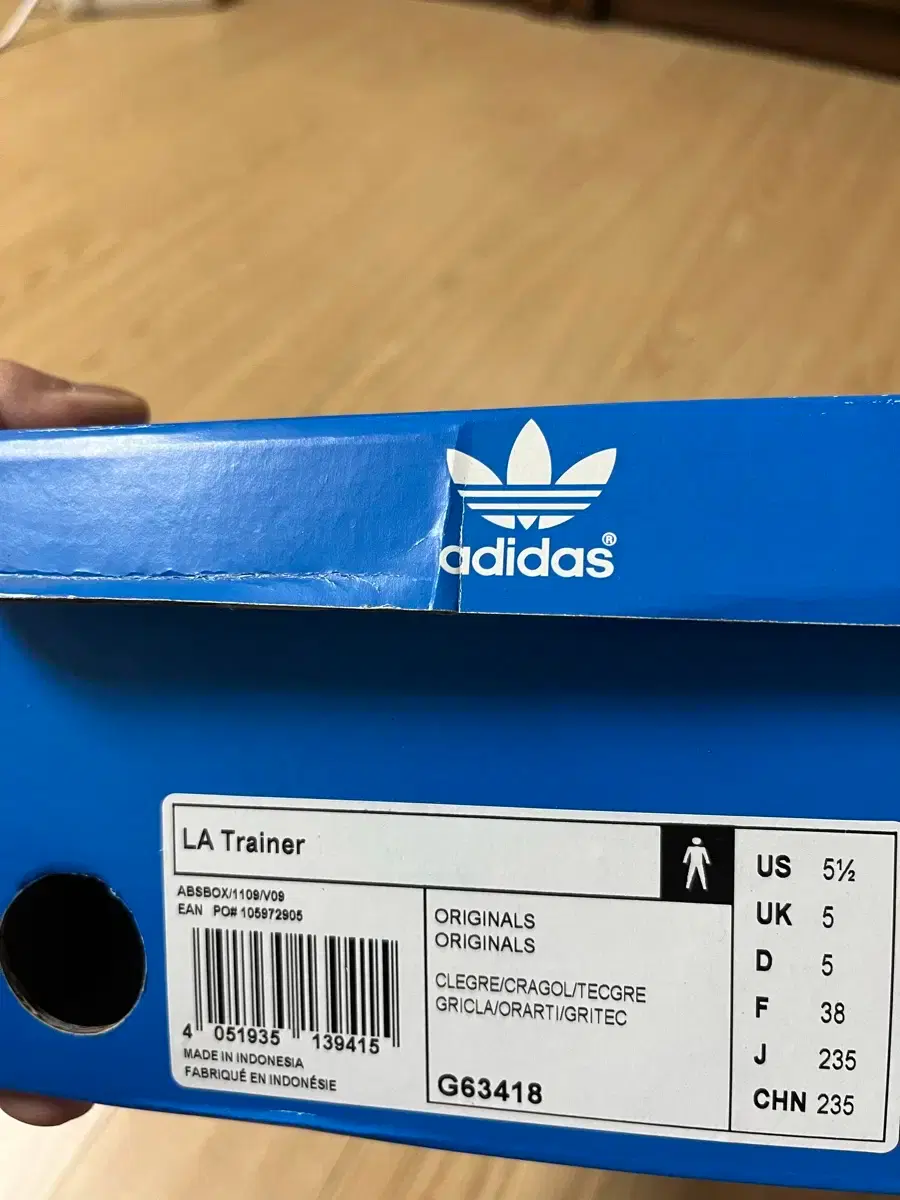 adidas®
LA Trainer
ABSBOX/1109/V09
EAN PO# 105972905
4 051935 139415
MADE IN INDONESIA
FABRIQUÉ EN INDONÉSIE
ORIGINALS
ORIGINALS
CLEGRE/CRAGOL/TECGRE
GRICLA/ORARTI/GRITEC
G63418
US 5½
UK 5
D 5
F 38
J 235
CHN 235